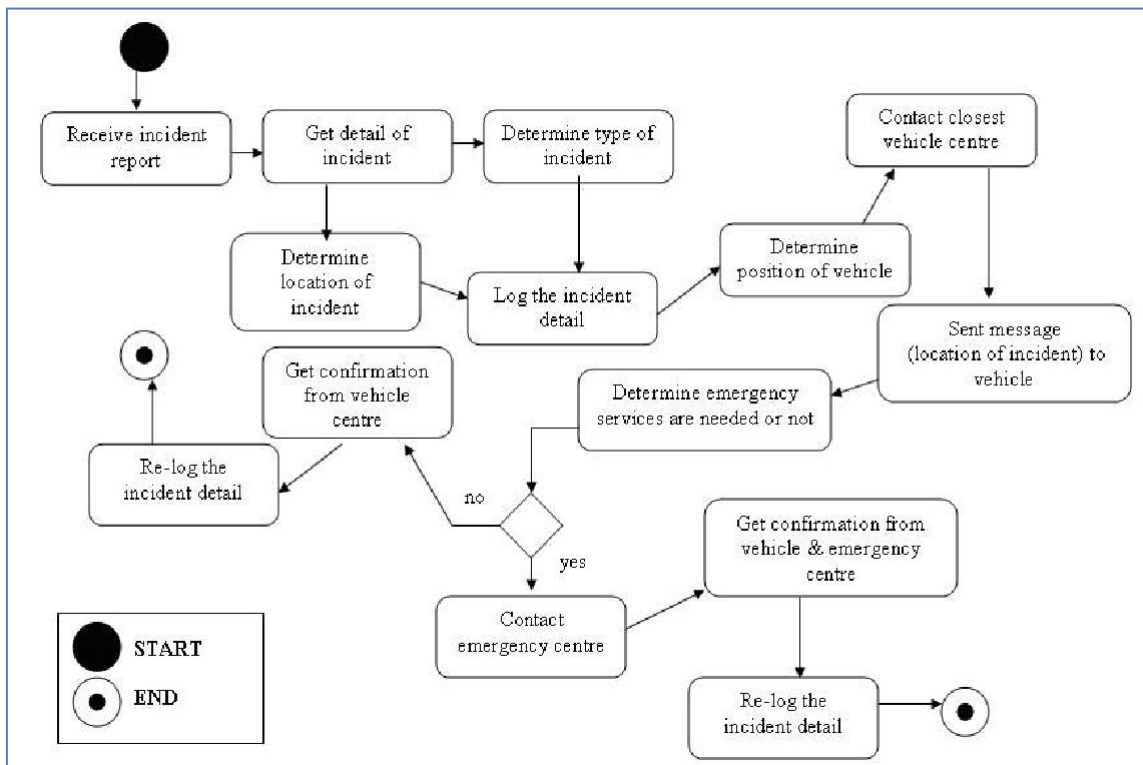 Receive incident
report
Get detail of
incident
Determine type of
incident
Contact closest
vehicle centre
Determine
location of
incident
Log the incident
detail
Determine
position of vehicle
Sent message
(location of incident) to
vehicle
Get confirmation
from vehicle
centre
Determine emergency
services are needed or not
Re-log the
incident detail
no
yes
Get confirmation from
vehicle & emergency
centre
Contact
emergency centre
Re-log the
incident detail
START
END